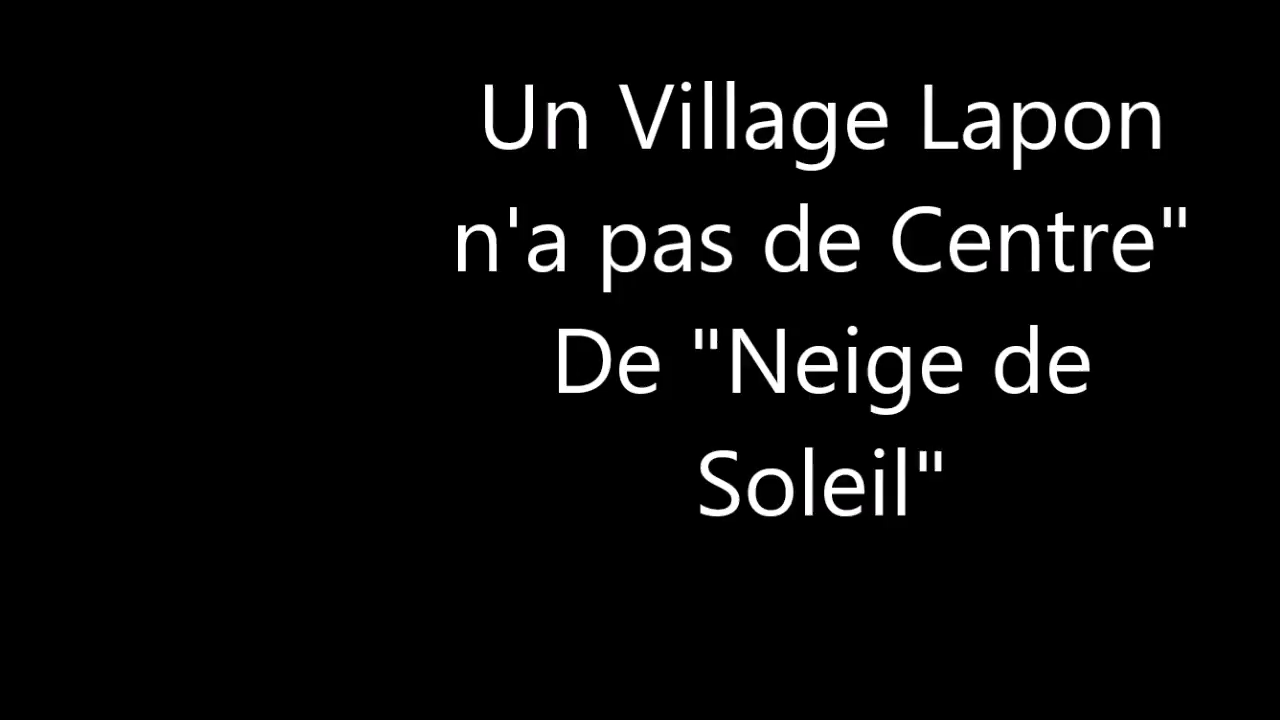 Un Village Lapon
n'a pas de Centre"
De "Neige de
Soleil"